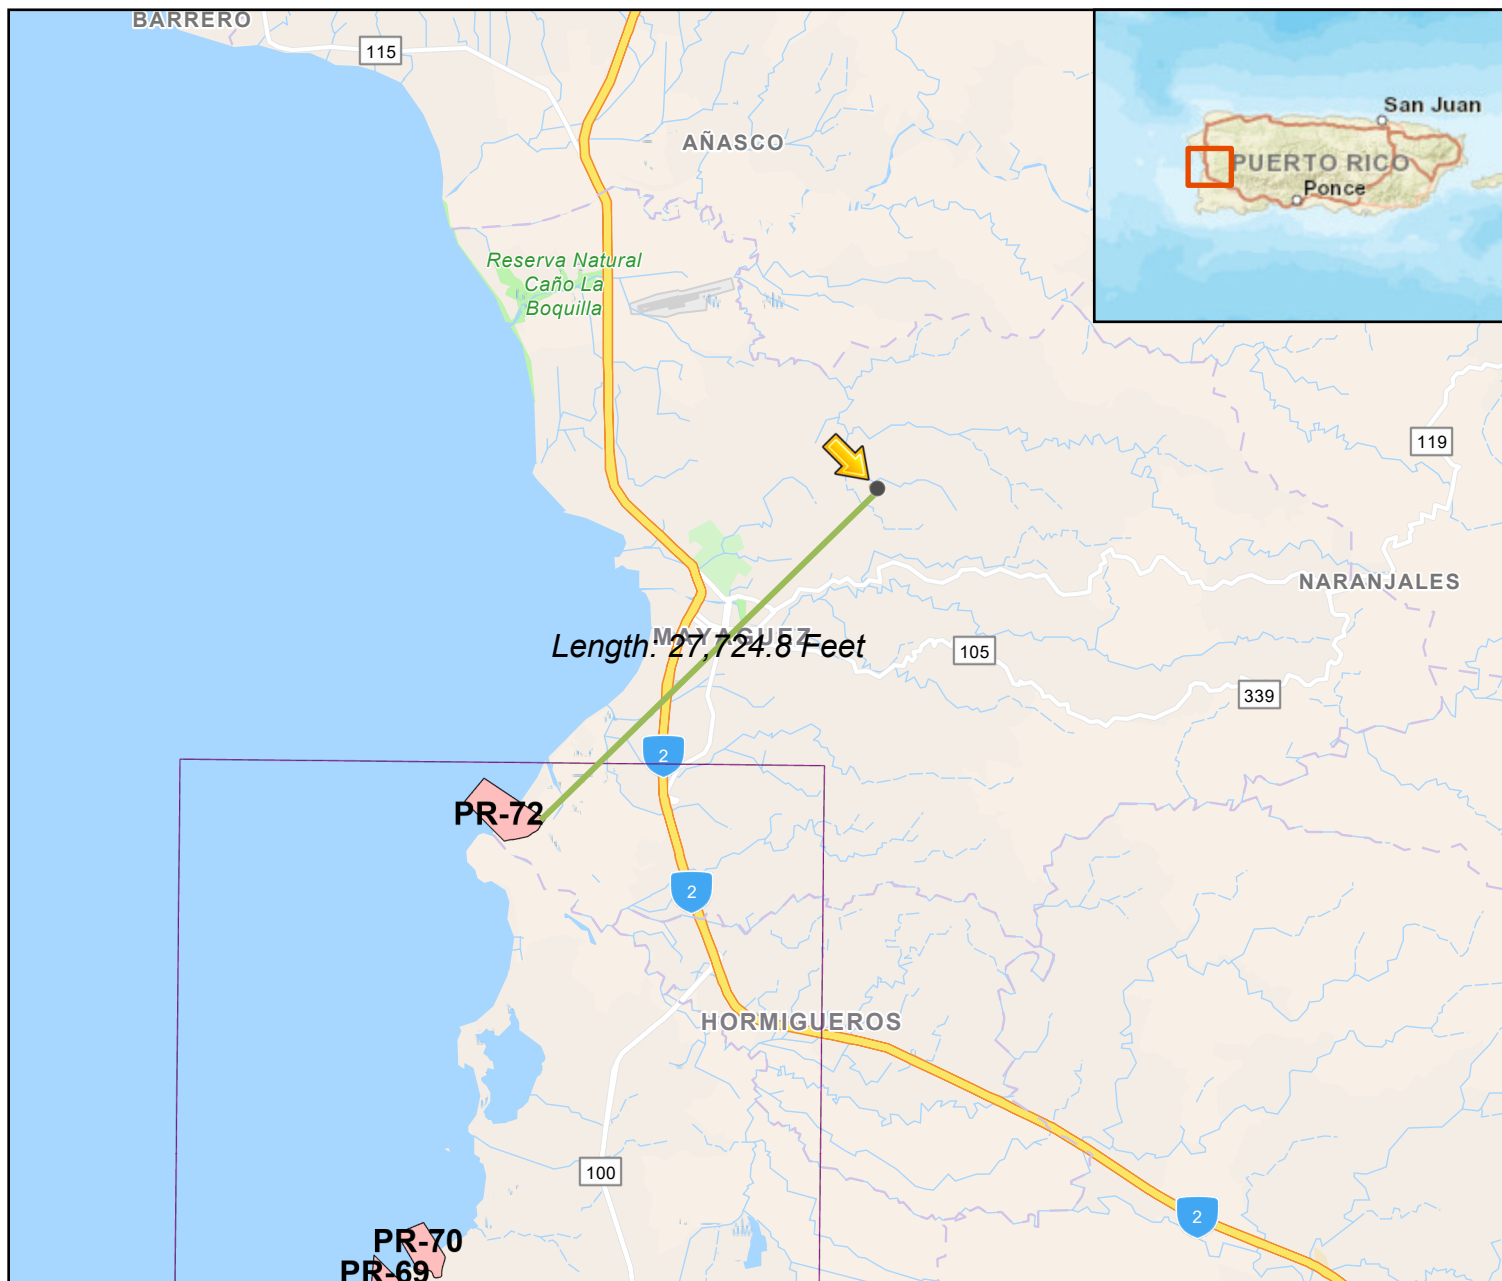 BARRERO
115
San Juan
AÑASCO
PUERTO RICO
Ponce
Reserva Natural
Caño La
Boquilla
119
NARANJALES
MAYAGUEZ
Length: 27,724.8 Feet
105
339
2
PR-72
2
HORMIGUEROS
100
2
PR-70
PR-69